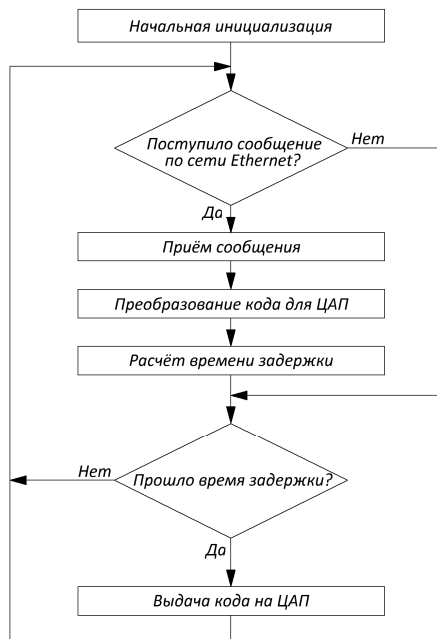 Начальная инициализация
Поступило сообщение
по сети Ethernet?
Нет
Да
Приём сообщения
Преобразование кода для ЦАП
Расчёт времени задержки
Нет
Прошло время задержки?
Да
Выдача кода на ЦАП